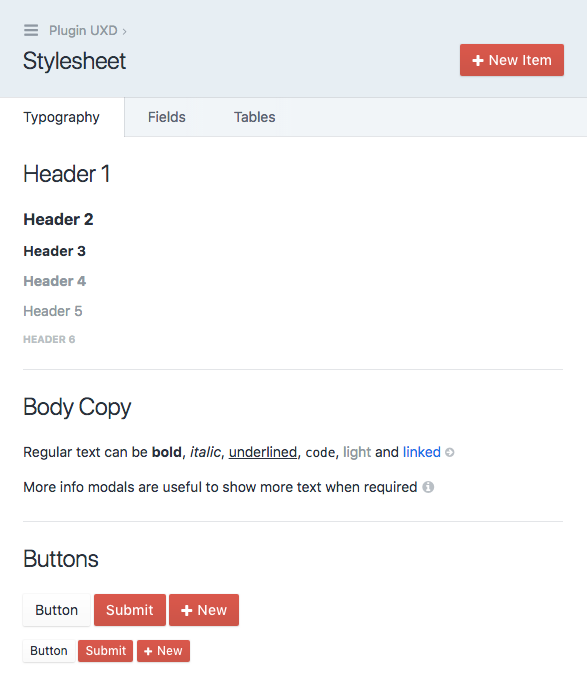 Plugin UXD ›
Stylesheet
New Item
Typography Fields Tables
Header 1
Header 2
Header 3
Header 4
Header 5
HEADER 6
Body Copy
Regular text can be bold, italic, underlined, code, light and linked
More info modals are useful to show more text when required
Buttons
Button Submit New
Button Submit New